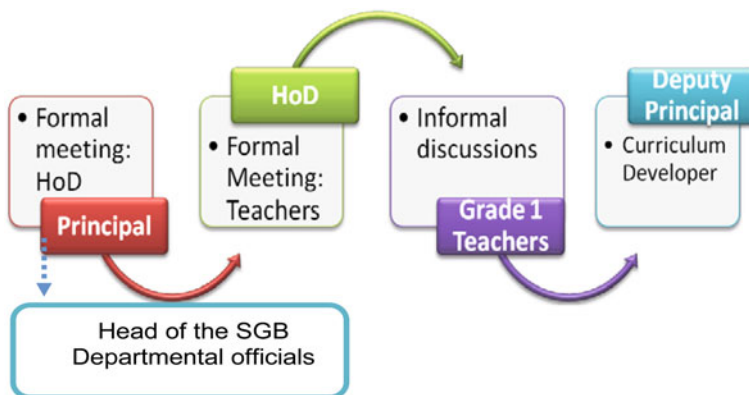 • Formal
meeting:
HoD
Principal
HoD
• Formal
Meeting:
Teachers
• Informal
discussions
Grade 1
Teachers
Deputy
Principal
• Curriculum
Developer
Head of the SGB
Departmental officials